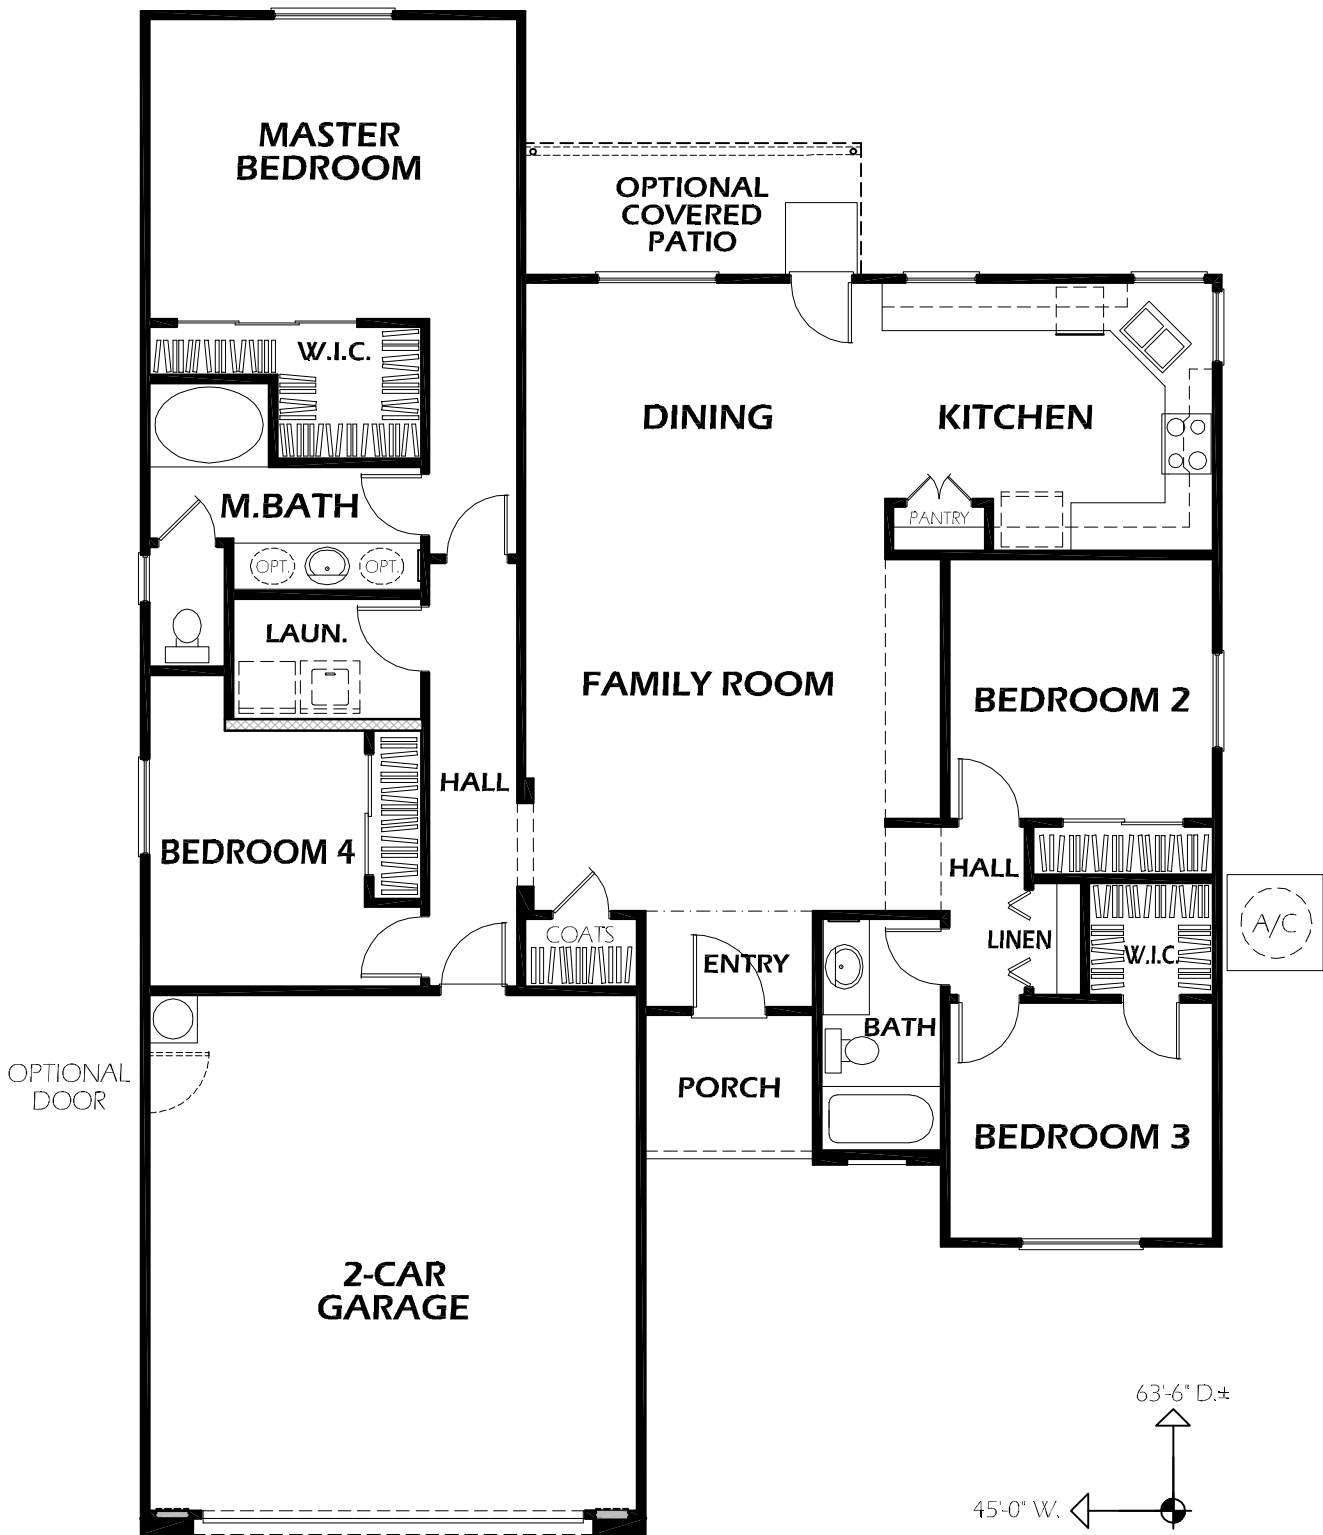 MASTER
BEDROOM
OPTIONAL
COVERED
PATIO
W.I.C.
DINING
KITCHEN
M.BATH
PANTRY
OPT.
OPT.
LAUN.
FAMILY ROOM
BEDROOM 2
HALL
BEDROOM 4
HALL
COATS
LINEN
W.I.C.
A/C
ENTRY
BATH
OPTIONAL
DOOR
PORCH
BEDROOM 3
2-CAR
GARAGE
63'-6" D.±
45'-0" W.